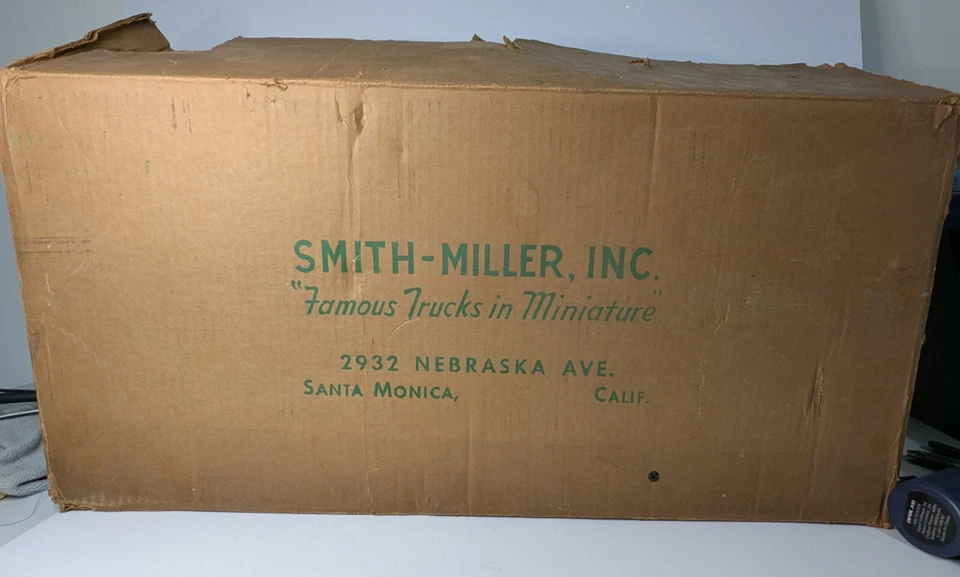 SMITH-MILLER, INC.
"Famous Trucks in Miniature"
2932 NEBRASKA AVE.
SANTA MONICA, CALIF.